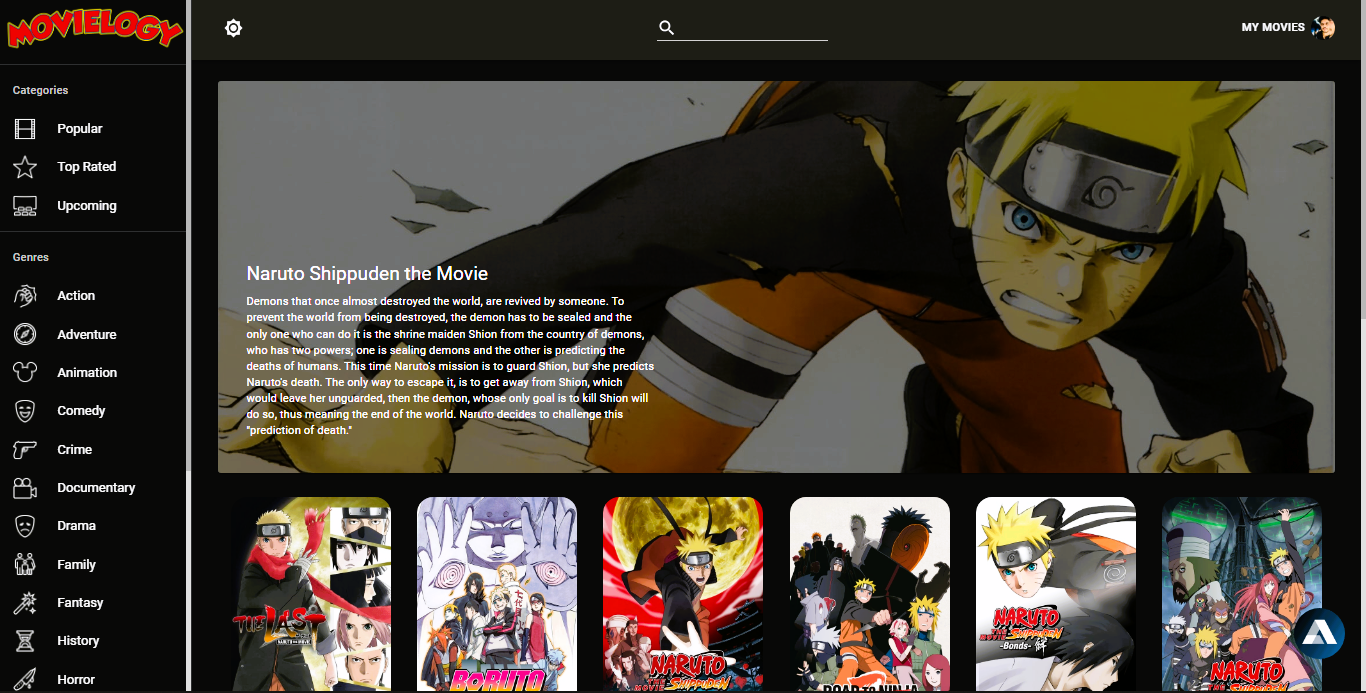 MOVIELOGY
MY MOVIES
Categories
Popular
Top Rated
Upcoming
Genres
Action
Adventure
Animation
Comedy
Crime
Documentary
Drama
Family
Fantasy
History
Horror
Naruto Shippuden the Movie
Demons that once almost destroyed the world, are revived by someone. To
prevent the world from being destroyed, the demon has to be sealed and the
only one who can do it is the shrine maiden Shion from the country of demons,
who has two powers; one is sealing demons and the other is predicting the
deaths of humans. This time Naruto's mission is to guard Shion, but she predicts
Naruto's death. The only way to escape it, is to get away from Shion, which
would leave her unguarded, then the demon, whose only goal is to kill Shion will
do so, thus meaning the end of the world. Naruto decides to challenge this
"prediction of death."
THE LAST
NARUTO THE MOVIE
BORUTO
NARUTO
THE MOVIE SHIPPUDEN
ROAD TO NINJA
NARUTO
THE MOVIE SHIPPUDEN
-Bonds- 絆
NARUTO